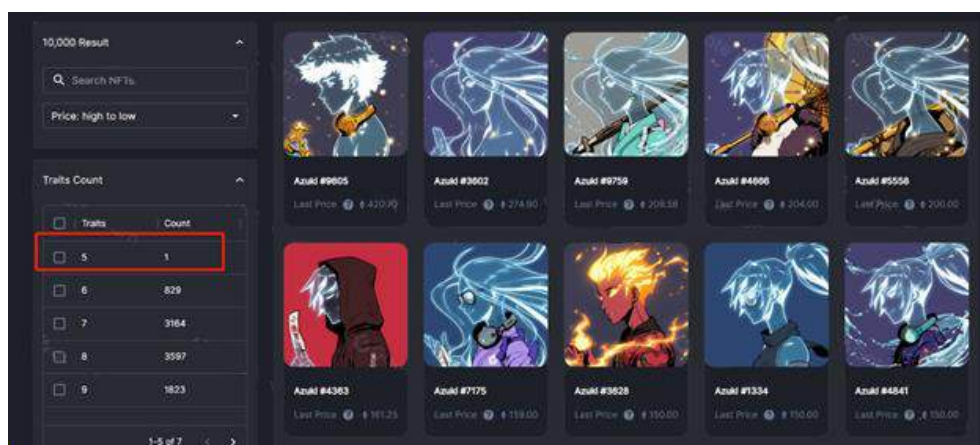 10,000 Result
Search NFTs.
Price: high to low
Traits Count
Traits Count
5 1
6 829
7 3164
8 3597
9 1823
1-5 of 7
Azuki #9605
Azuki #3602
Azuki #9759
Azuki #4666
Azuki #5558
Last Price
Last Price 274.90
Last Price 209.58
Last Price 204.00
Last Price 200.00
Azuki #4363
Azuki #7175
Azuki #3628
Azuki #1334
Azuki #4841
Last Price 161.25
Last Price 159.00
Last Price 150.00
Last Price 150.00
Last Price 150.00